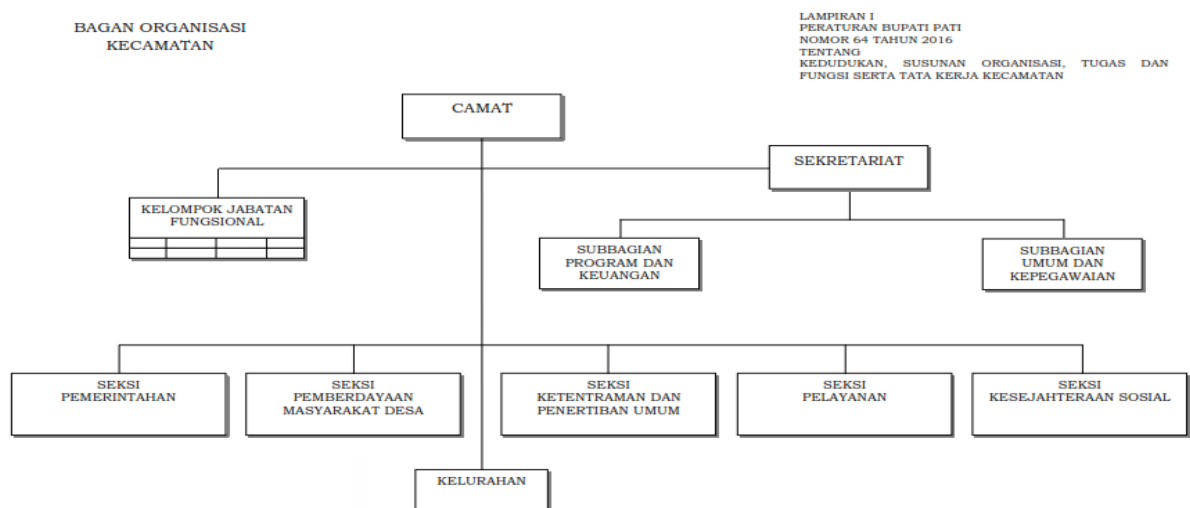 BAGAN ORGANISASI
KECAMATAN
LAMPIRAN I
PERATURAN BUPATI PATI
NOMOR 64 TAHUN 2016
TENTANG
KEDUDUKAN, SUSUNAN ORGANISASI, TUGAS DAN
FUNGSI SERTA TATA KERJA KECAMATAN
CAMAT
SEKRETARIAT
KELOMPOK JABATAN
FUNGSIONAL
SUBBAGIAN
PROGRAM DAN
KEUANGAN
SUBBAGIAN
UMUM DAN
KEPEGAWAIAN
SEKSI
PEMERINTAHAN
SEKSI
PEMBERDAYAAN
MASYARAKAT DESA
SEKSI
KETENTRAMAN DAN
PENERTIBAN UMUM
SEKSI
PELAYANAN
SEKSI
KESEJAHTERAAN SOSIAL
KELURAHAN